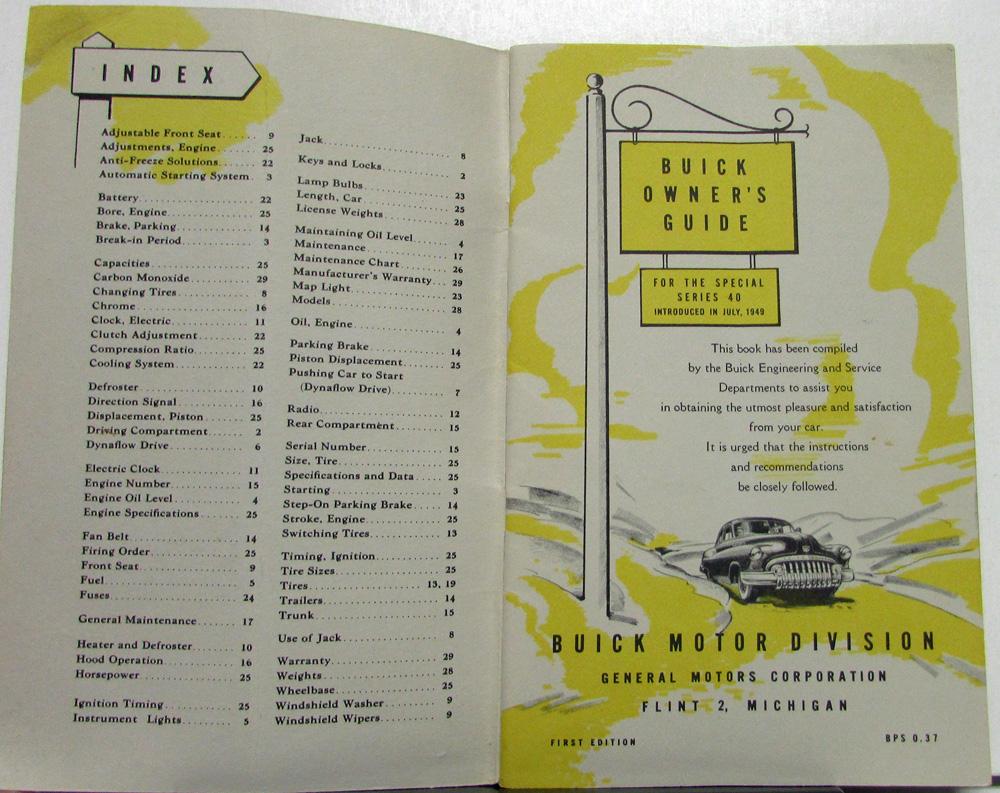 INDEX
Adjustable Front Seat...... 9
Adjustments, Engine........ 25
Anti-Freeze Solutions....... 22
Automatic Starting System. 3
Battery.................... 22
Bore, Engine............... 25
Brake, Parking............. 14
Break-in Period............ 3
Capacities................. 25
Carbon Monoxide............ 29
Changing Tires............. 8
Chrome..................... 16
Clock, Electric............ 11
Clutch Adjustment.......... 22
Compression Ratio.......... 25
Cooling System............. 22
Defroster.................. 10
Direction Signal........... 16
Displacement, Piston....... 25
Driving Compartment........ 2
Dynaflow Drive............. 6
Electric Clock............. 11
Engine Number.............. 15
Engine Oil Level........... 4
Engine Specifications...... 25
Fan Belt................... 14
Firing Order............... 25
Front Seat................. 9
Fuel....................... 5
Fuses...................... 24
General Maintenance........ 17
Heater and Defroster....... 10
Hood Operation............. 16
Horsepower................. 25
Ignition Timing............ 25
Instrument Lights.......... 5
Jack....................... 8
Keys and Locks............. 2
Lamp Bulbs................. 23
Length, Car................ 25
License Weights............ 28
Maintaining Oil Level...... 4
Maintenance................ 17
Maintenance Chart.......... 26
Manufacturer's Warranty.... 29
Map Light.................. 23
Models..................... 28
Oil, Engine................ 4
Parking Brake.............. 14
Piston Displacement........ 25
Pushing Car to Start
(Dynaflow Drive)........... 7
Radio...................... 12
Rear Compartment........... 15
Serial Number.............. 15
Size, Tire................. 25
Specifications and Data.... 25
Starting................... 3
Step-On Parking Brake...... 14
Stroke, Engine............. 25
Switching Tires............ 13
Timing, Ignition........... 25
Tire Sizes................. 25
Tires...................... 13, 19
Trailers................... 14
Trunk...................... 15
Use of Jack................ 8
Warranty................... 29
Weights.................... 28
Wheelbase.................. 25
Windshield Washer.......... 9
Windshield Wipers.......... 9
BUICK
OWNER'S
GUIDE
FOR THE SPECIAL
SERIES 40
INTRODUCED IN JULY, 1949
This book has been compiled
by the Buick Engineering and Service
Departments to assist you
in obtaining the utmost pleasure and satisfaction
from your car.
It is urged that the instructions
and recommendations
be closely followed.
BUICK MOTOR DIVISION
GENERAL MOTORS CORPORATION
FLINT 2, MICHIGAN
FIRST EDITION
BPS 0.37